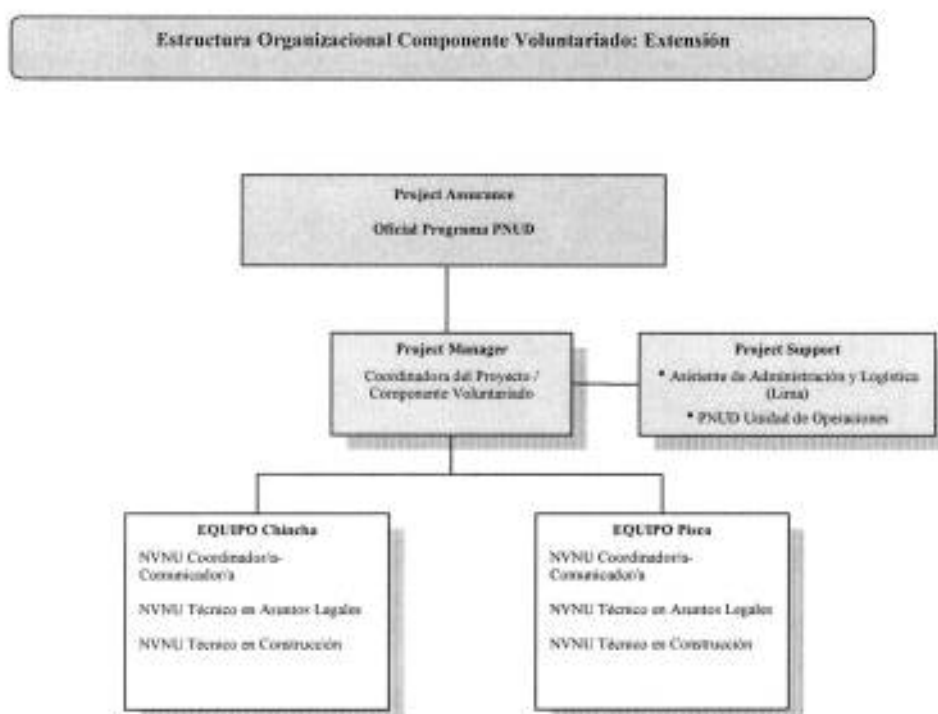 Estructura Organizacional Componente Voluntariado: Extensión
Project Assurance
Oficial Programa PNUD
Project Manager
Coordinadora del Proyecto /
Componente Voluntariado
Project Support
* Asistente de Administración y Logística
(Lima)
* PNUD Unidad de Operaciones
EQUIPO Chincha
NVNU Coordinador/a-
Comunicador/a
NVNU Técnico en Asuntos Legales
NVNU Técnico en Construcción
EQUIPO Pisco
NVNU Coordinador/a-
Comunicador/a
NVNU Técnico en Asuntos Legales
NVNU Técnico en Construcción